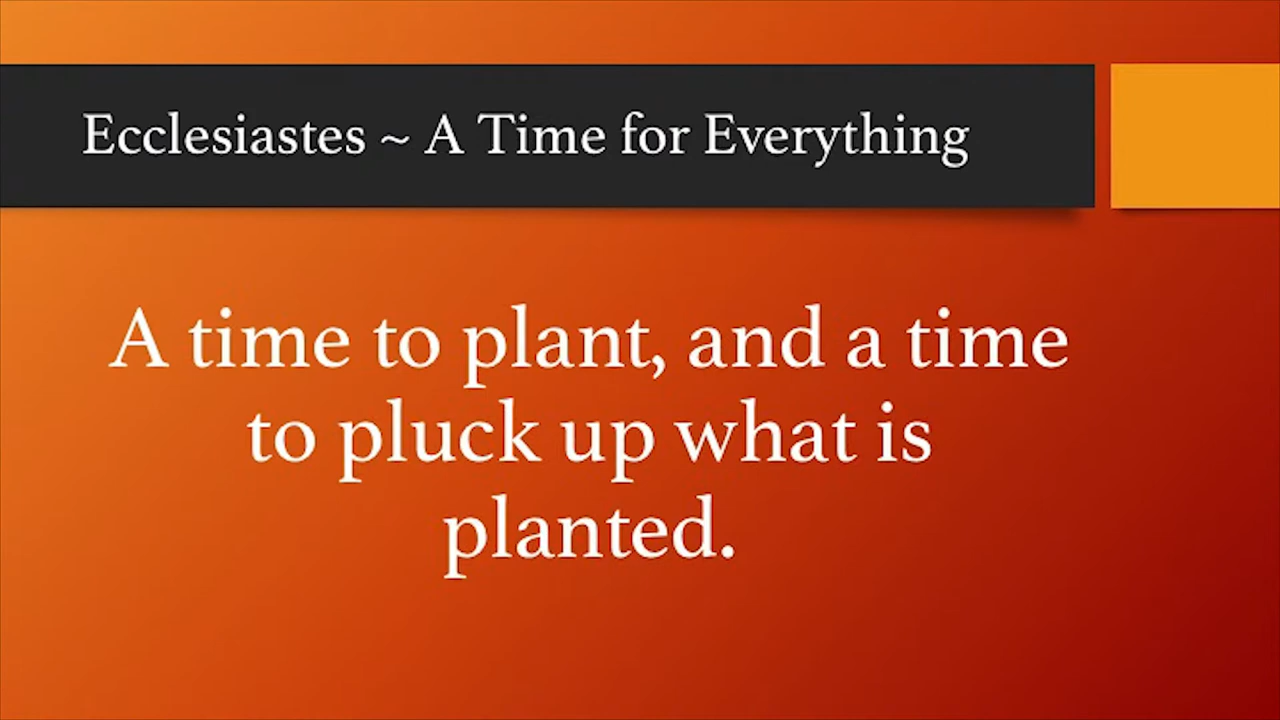 Ecclesiastes ~ A Time for Everything
A time to plant, and a time
to pluck up what is
planted.